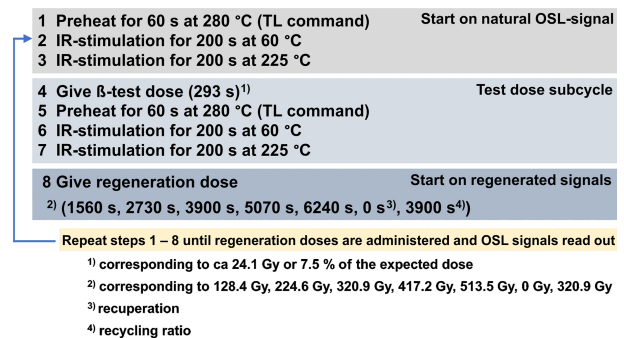 1 Preheat for 60 s at 280 °C (TL command) Start on natural OSL-signal
2 IR-stimulation for 200 s at 60 °C
3 IR-stimulation for 200 s at 225 °C
4 Give ß-test dose (293 s)1) Test dose subcycle
5 Preheat for 60 s at 280 °C (TL command)
6 IR-stimulation for 200 s at 60 °C
7 IR-stimulation for 200 s at 225 °C
8 Give regeneration dose Start on regenerated signals
2) (1560 s, 2730 s, 3900 s, 5070 s, 6240 s, 0 s3), 3900 s4))
Repeat steps 1 – 8 until regeneration doses are administered and OSL signals read out
1) corresponding to ca 24.1 Gy or 7.5 % of the expected dose
2) corresponding to 128.4 Gy, 224.6 Gy, 320.9 Gy, 417.2 Gy, 513.5 Gy, 0 Gy, 320.9 Gy
3) recuperation
4) recycling ratio